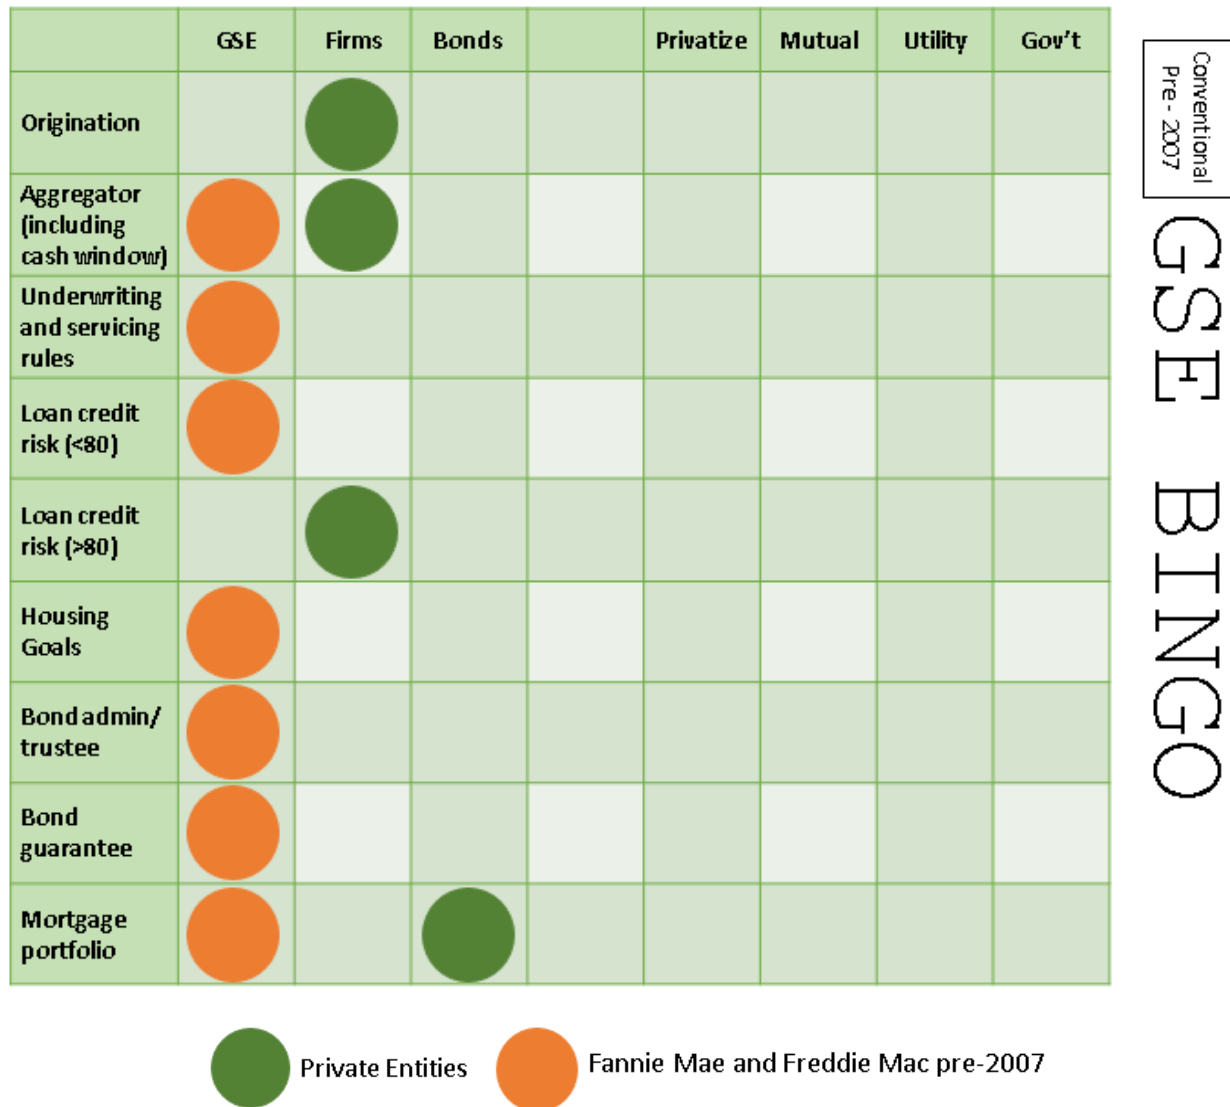 GSE Firms Bonds Privatize Mutual Utility Gov't
Origination
Aggregator
(including
cash window)
Underwriting
and servicing
rules
Loan credit
risk (<80)
Loan credit
risk (>80)
Housing
Goals
Bond admin/
trustee
Bond
guarantee
Mortgage
portfolio
Conventional
Pre - 2007
GSE BINGO
Private Entities
Fannie Mae and Freddie Mac pre-2007